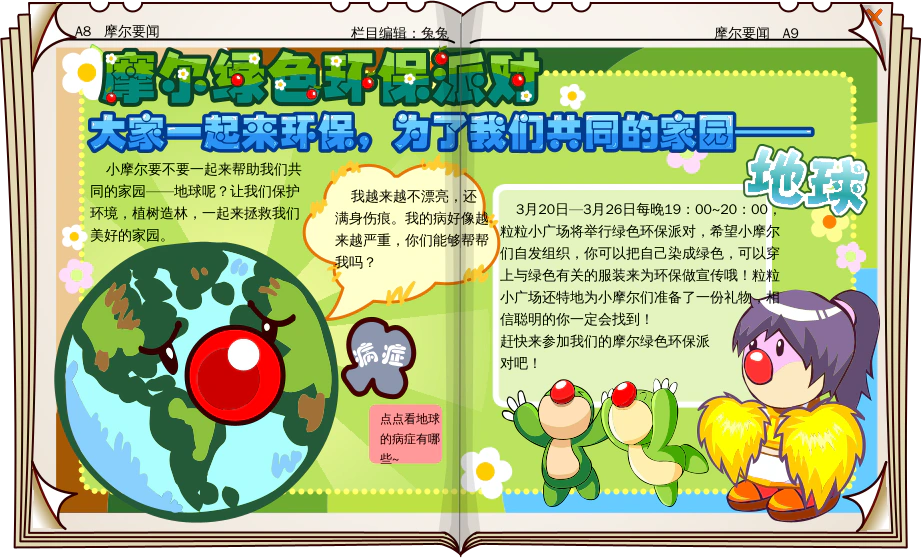 A8 摩尔要闻
栏目编辑：兔兔
摩尔要闻 A9
摩尔绿色环保派对
大家一起来环保，为了我们共同的家园——
地球
小摩尔要不要一起来帮助我们共
同的家园——地球呢？让我们保护
环境，植树造林，一起来拯救我们
美好的家园。
我越来越不漂亮，还
满身伤痕。我的病好像越
来越严重，你们能够帮帮
我吗？
病症
点点看地球
的病症有哪
些~
3月20日—3月26日每晚19：00~20：00，
粒粒小广场将举行绿色环保派对，希望小摩尔
们自发组织，你可以把自己染成绿色，可以穿
上与绿色有关的服装来为环保做宣传哦！粒粒
小广场还特地为小摩尔们准备了一份礼物，相
信聪明的你一定会找到！
赶快来参加我们的摩尔绿色环保派
对吧！